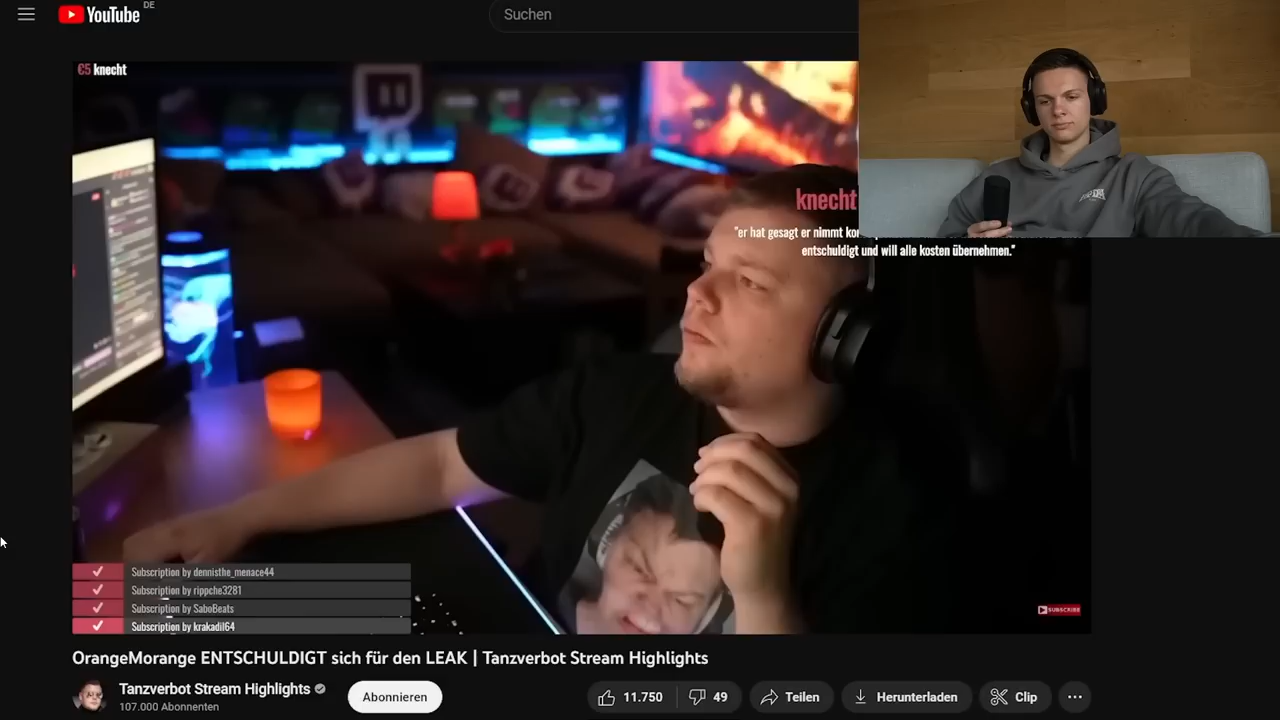 YouTube DE
Suchen
€5 knecht
knecht
"er hat gesagt er nimmt
entschuldigt und will alle kosten übernehmen."
Subscription by dennisthe_menace44
Subscription by rippche3281
Subscription by SaboBeats
Subscription by krakadil64
SUBSCRIBE
OrangeMorange ENTSCHULDIGT sich für den LEAK | Tanzverbot Stream Highlights
Tanzverbot Stream Highlights
107.000 Abonnenten
Abonnieren
11.750
49
Teilen
Herunterladen
Clip